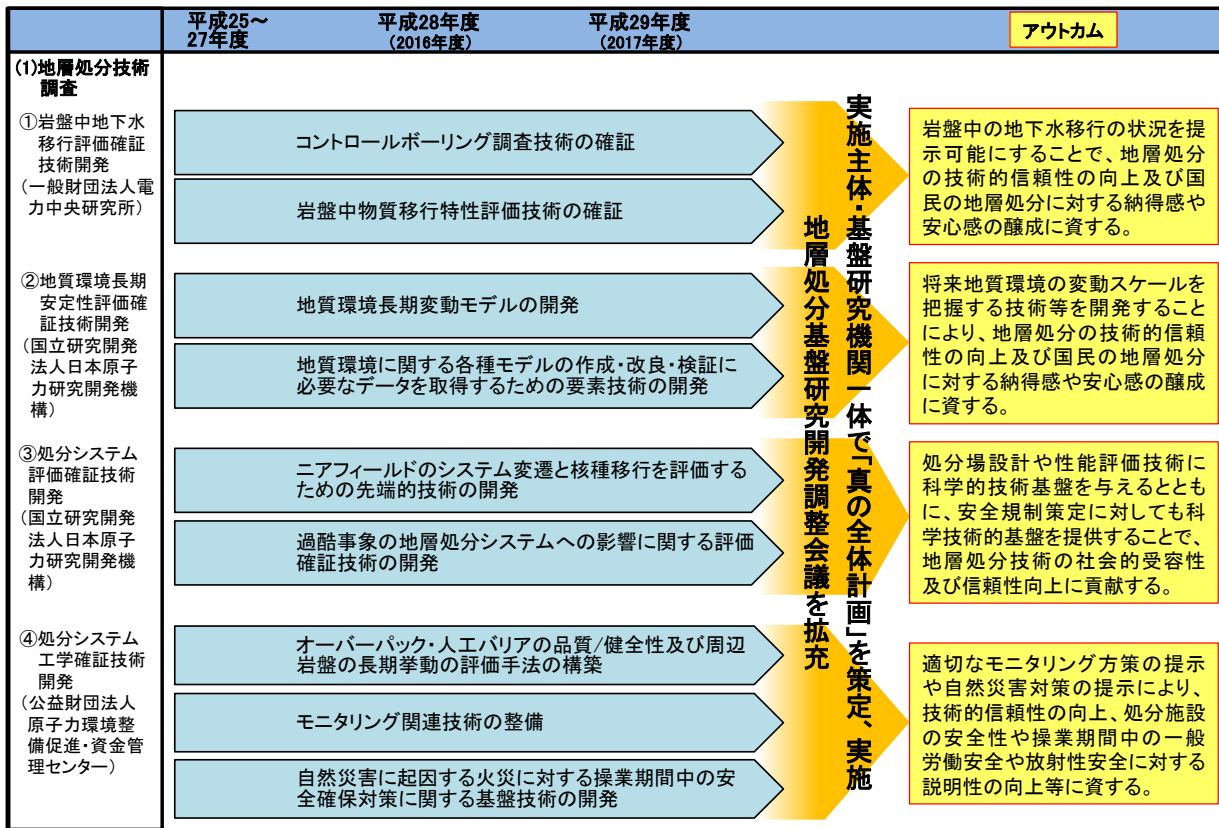 平成25～
27年度
平成28年度
(2016年度)
平成29年度
(2017年度)
アウトカム
(1)地層処分技術
調査
①岩盤中地下水
移行評価確証
技術開発
(一般財団法人電
力中央研究所)
コントロールボーリング調査技術の確証
岩盤中物質移行特性評価技術の確証
岩盤中の地下水移行の状況を提
示可能にすることで、地層処分
の技術的信頼性の向上及び国
民の地層処分に対する納得感や
安心感の醸成に資する。
②地質環境長期
安定性評価確
証技術開発
(国立研究開発
法人日本原子
力研究開発機
構)
地質環境長期変動モデルの開発
地質環境に関する各種モデルの作成・改良・検証に
必要なデータを取得するための要素技術の開発
将来地質環境の変動スケールを
把握する技術等を開発すること
により、地層処分の技術的信頼
性の向上及び国民の地層処分
に対する納得感や安心感の醸成
に資する。
③処分システム
評価確証技術
開発
(国立研究開発
法人日本原子
力研究開発機
構)
ニアフィールドのシステム変遷と核種移行を評価する
ための先端的技術の開発
過酷事象の地層処分システムへの影響に関する評価
確証技術の開発
処分場設計や性能評価技術に
科学的技術基盤を与えるととも
に、安全規制策定に対しても科
学技術的基盤を提供することで、
地層処分技術の社会的受容性
及び信頼性向上に貢献する。
④処分システム
工学確証技術
開発
(公益財団法人
原子力環境整
備促進・資金管
理センター)
オーバーパック・人工バリアの品質/健全性及び周辺
岩盤の長期挙動の評価手法の構築
モニタリング関連技術の整備
自然災害に起因する火災に対する操業期間中の安
全確保対策に関する基盤技術の開発
適切なモニタリング方策の提示
や自然災害対策の提示により、
技術的信頼性の向上、処分施設
の安全性や操業期間中の一般
労働安全や放射性安全に対する
説明性の向上等に資する。
実施主体・基盤研究機関一体で「真の全体計画」を策定、実施
地層処分基盤研究開発調整会議を拡充